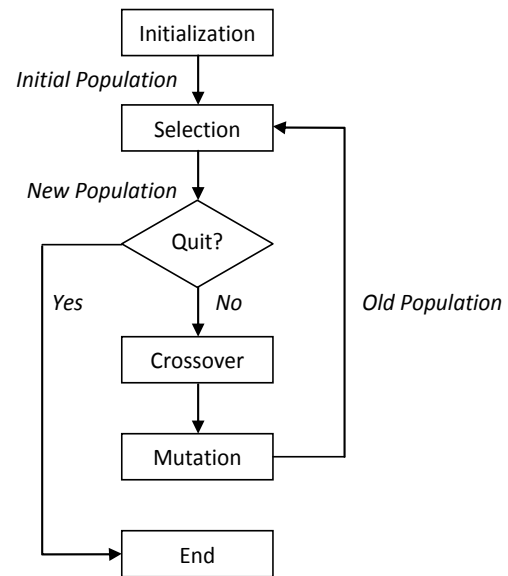 Initialization
Initial Population
Selection
New Population
Quit?
Yes
No
Old Population
Crossover
Mutation
End